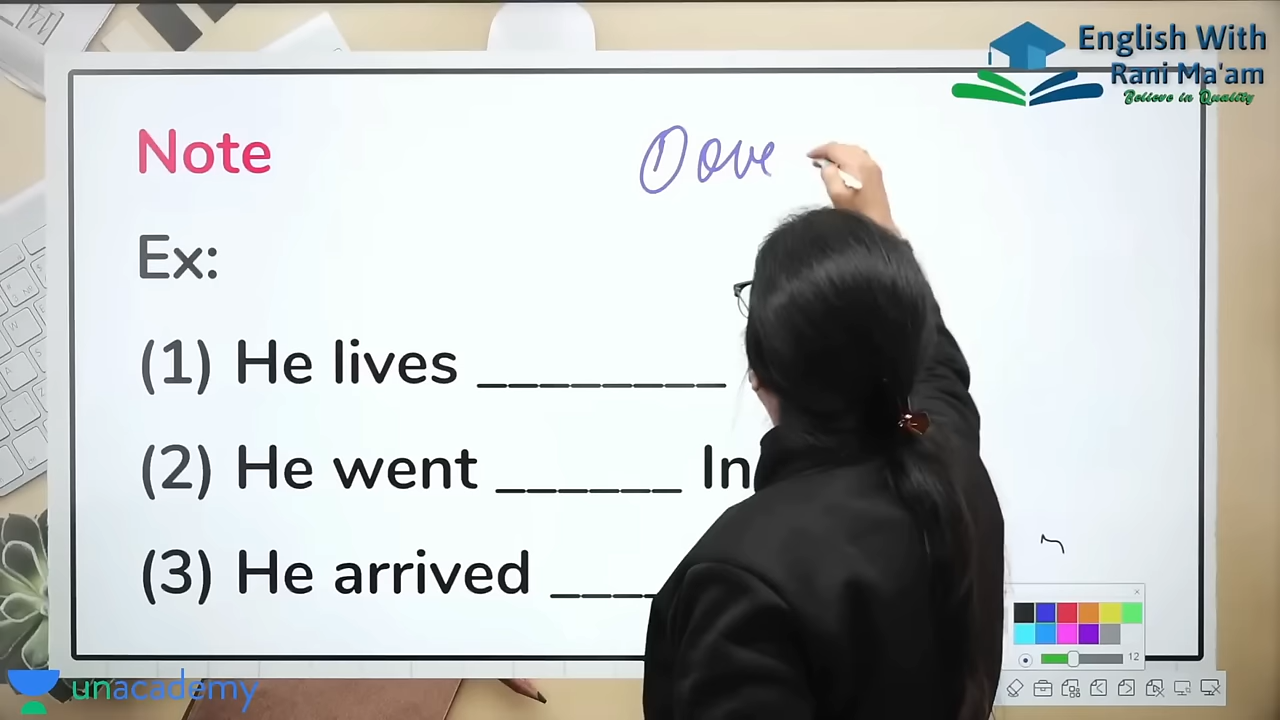 English With
Rani Ma'am
Believe in Quality
Note
Ex:
(1) He lives ________
(2) He went ______ In
(3) He arrived ____
12
unacademy